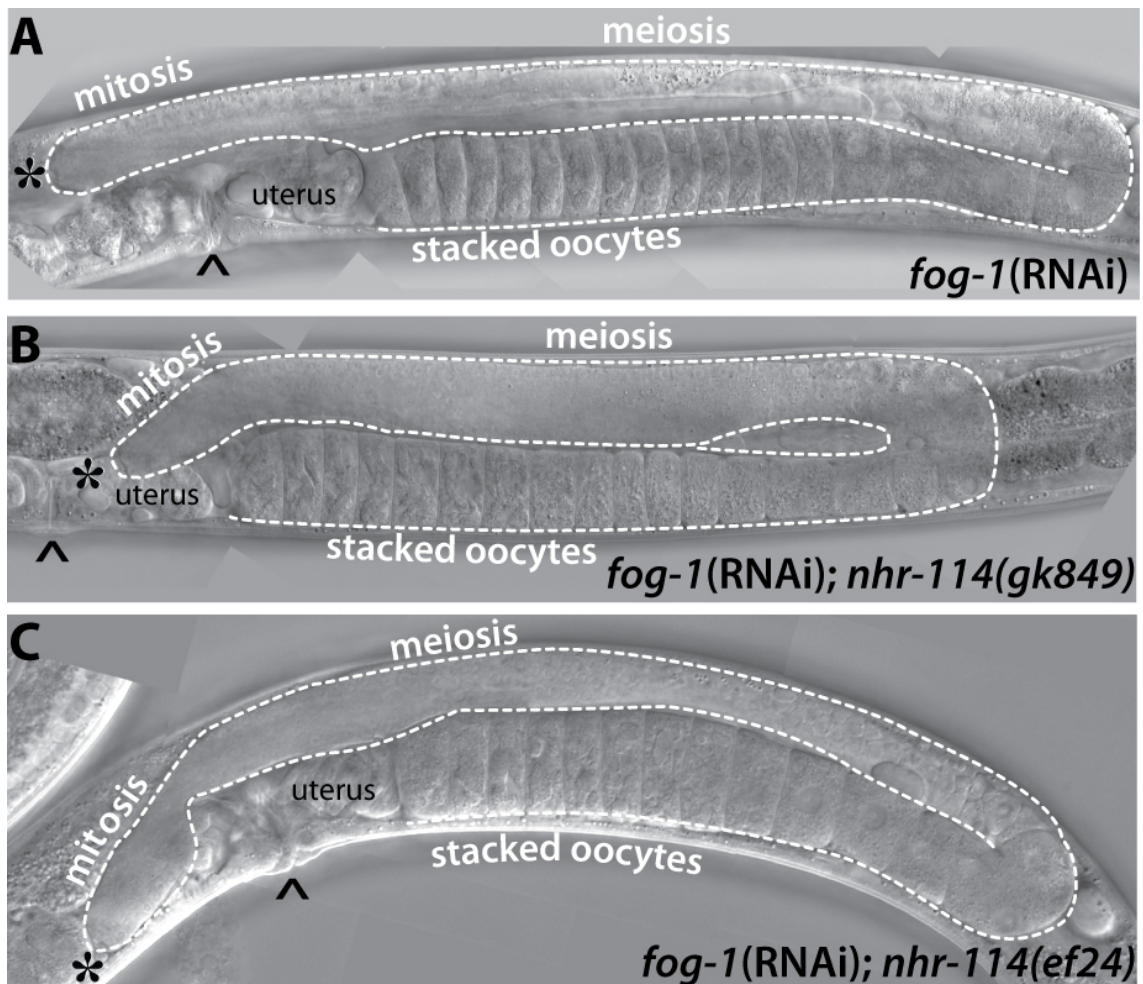 A
meiosis
mitosis
*
uterus
stacked oocytes
^
fog-1(RNAi)
B
meiosis
mitosis
*
uterus
^
stacked oocytes
fog-1(RNAi); nhr-114(gk849)
C
meiosis
mitosis
uterus
stacked oocytes
^
*
fog-1(RNAi); nhr-114(ef24)